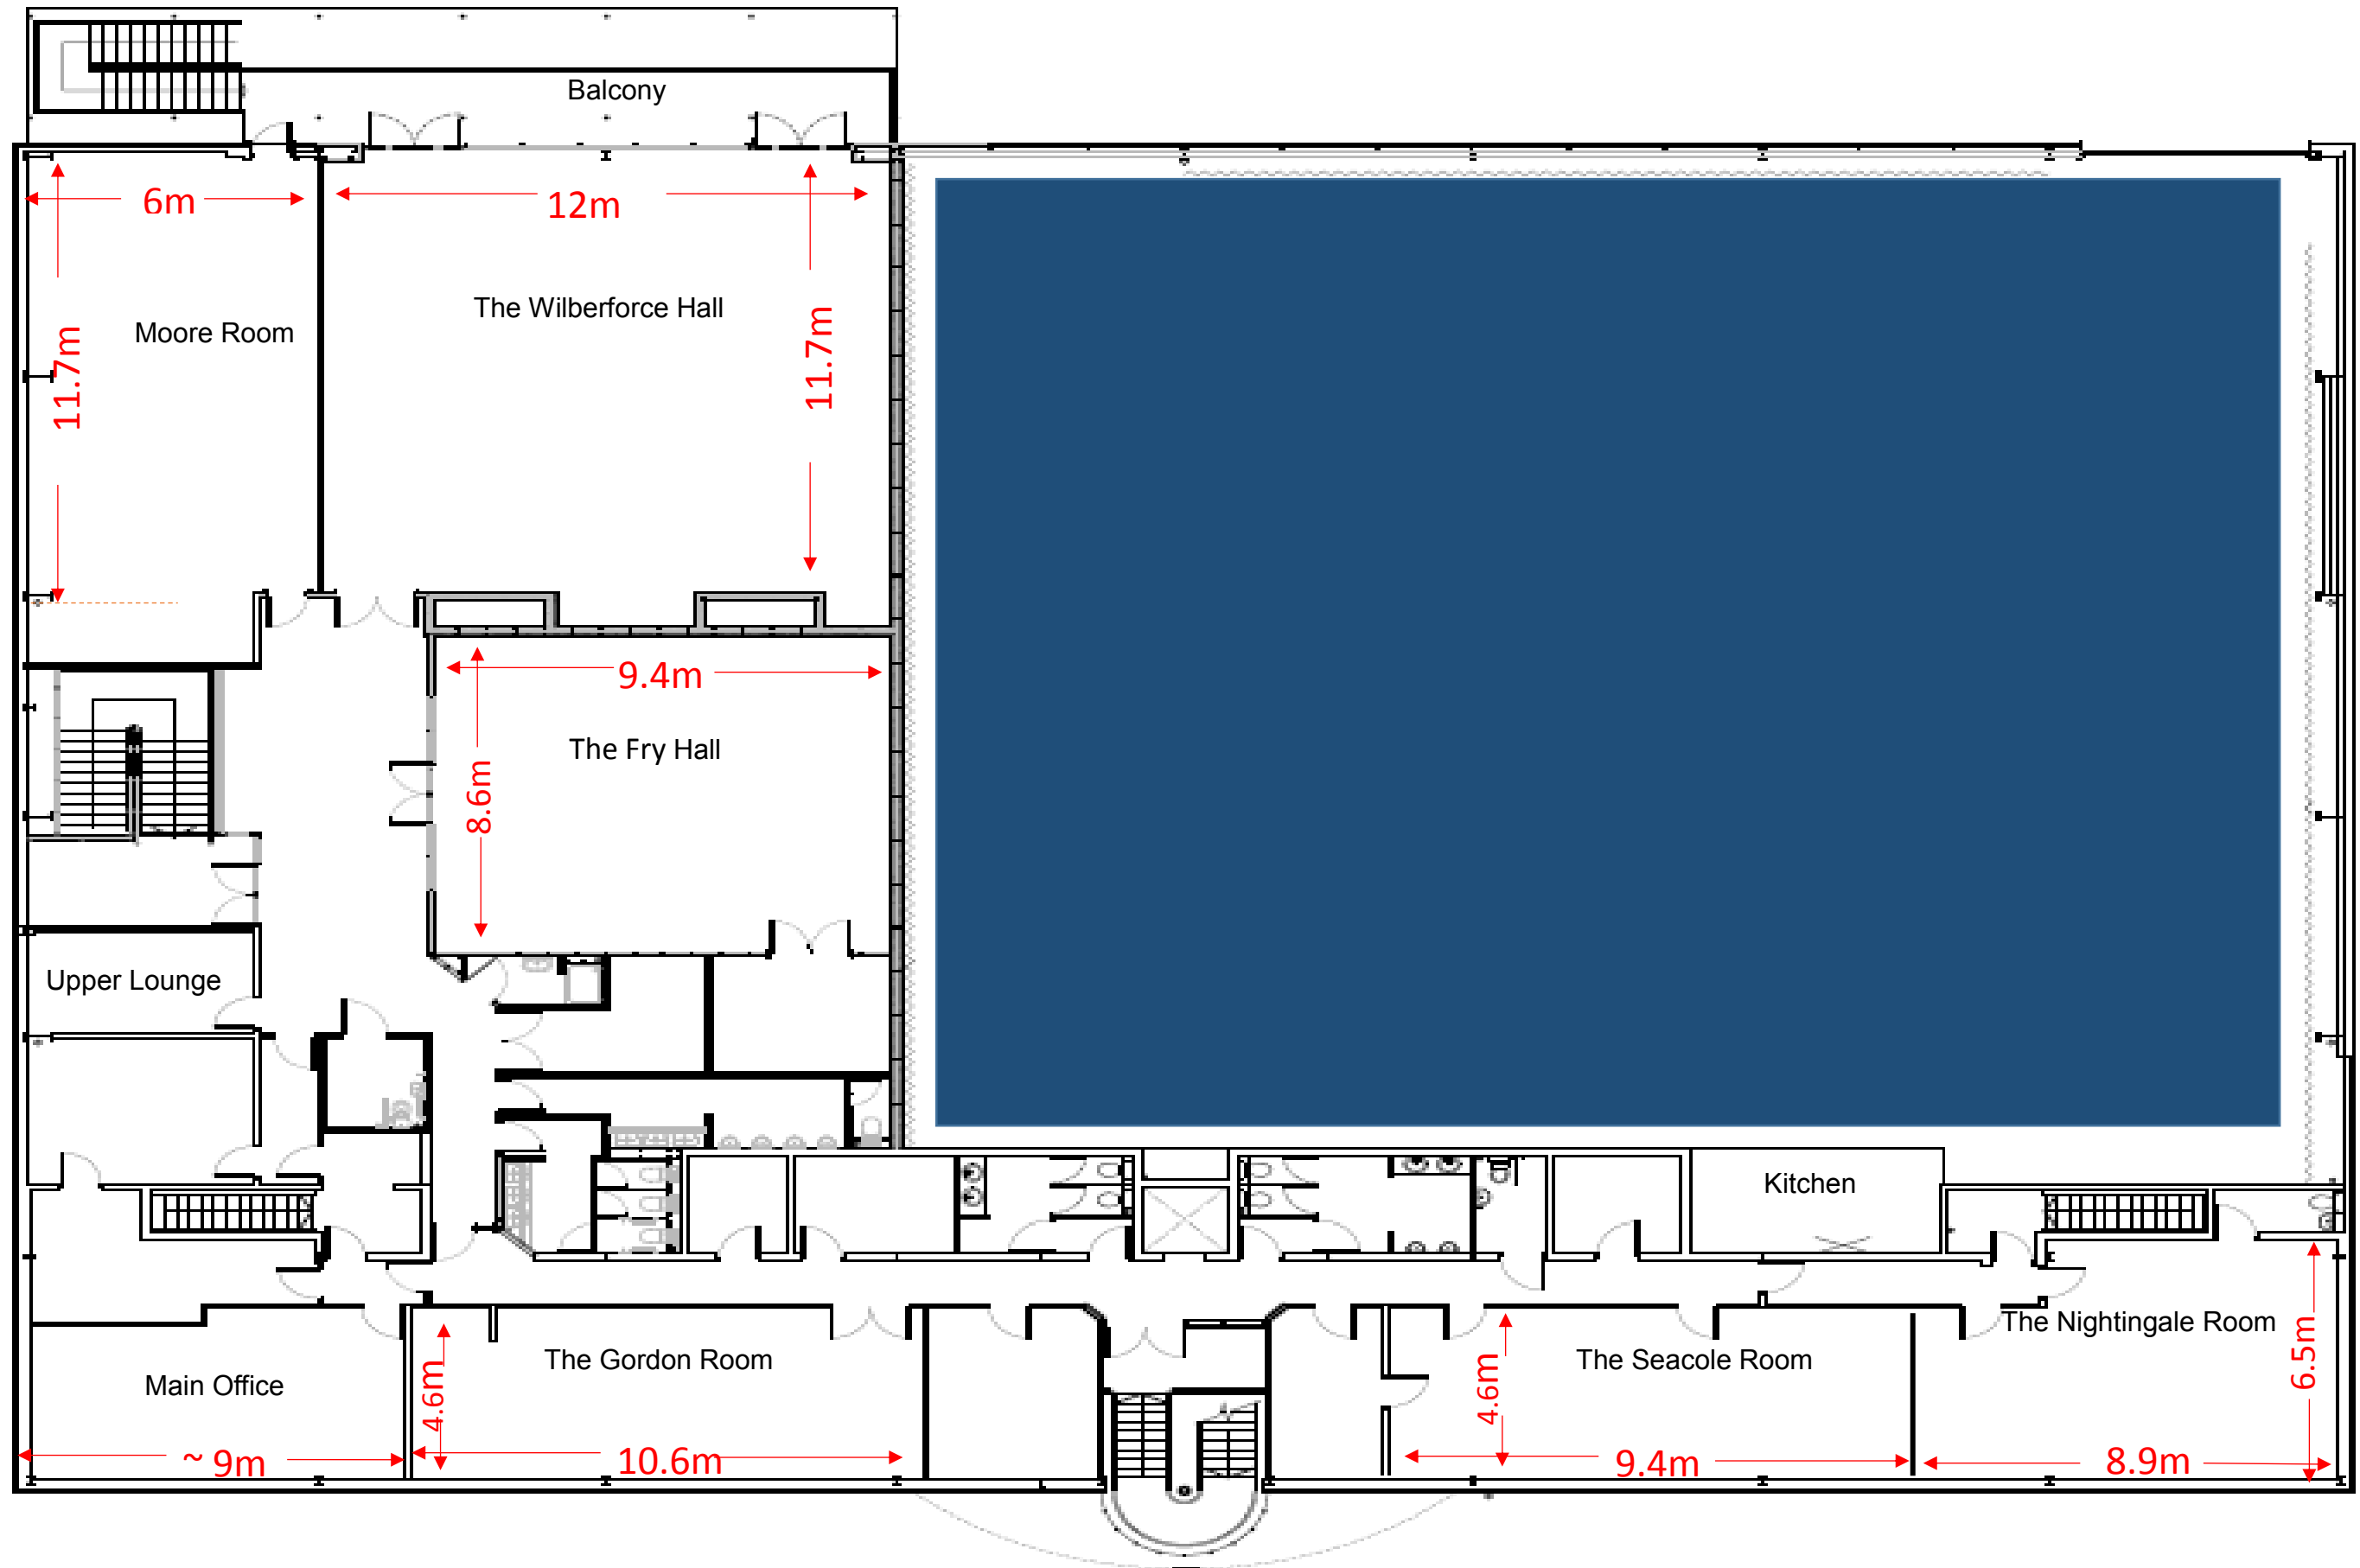 Balcony
6m
12m
The Wilberforce Hall
Moore Room
11.7m
11.7m
9.4m
The Fry Hall
8.6m
Upper Lounge
Kitchen
The Nightingale Room
The Gordon Room
The Seacole Room
Main Office
4.6m
4.6m
6.5m
~ 9m
10.6m
9.4m
8.9m